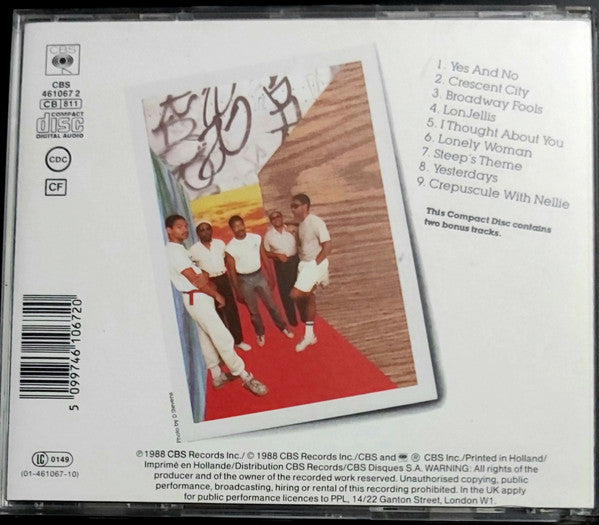 CBS
CBS
461067 2
CB 811
COMPACT
disc
DIGITAL AUDIO
CDC
CF
1. Yes And No
2. Crescent City
3. Broadway Fools
4. LonJellis
5. I Thought About You
6. Lonely Woman
7. Steep's Theme
8. Yesterdays
9. Crepuscule With Nellie
This Compact Disc contains
two bonus tracks.
5 099746 106720
Photo by D Stevens
LC 0149
(01-461067-10)
℗ 1988 CBS Records Inc./ © 1988 CBS Records Inc./CBS and ® CBS Inc./Printed in Holland/
Imprimé en Hollande/Distribution CBS Records/CBS Disques S.A. WARNING: All rights of the
producer and of the owner of the recorded work reserved. Unauthorised copying, public
performance, broadcasting, hiring or rental of this recording prohibited. In the UK apply
for public performance licences to PPL, 14/22 Ganton Street, London W1.